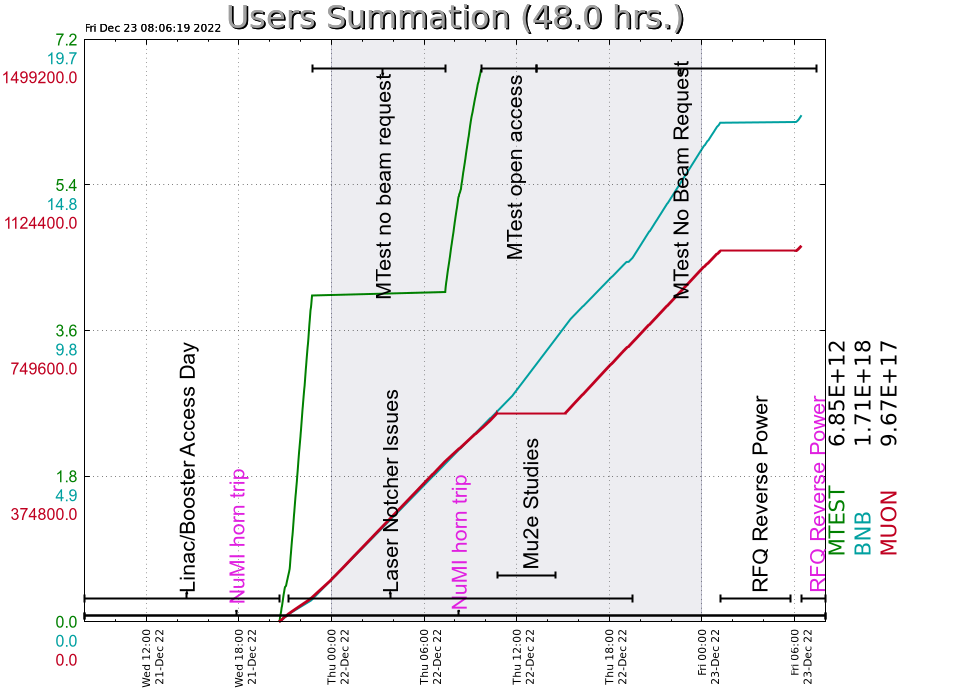 Users Summation (48.0 hrs.)
Fri Dec 23 08:06:19 2022
7.2
19.7
1499200.0
5.4
14.8
1124400.0
3.6
9.8
749600.0
1.8
4.9
374800.0
0.0
0.0
0.0
Linac/Booster Access Day
NuMI horn trip
MTest no beam request
Laser Notcher Issues
NuMI horn trip
MTest open access
Mu2e Studies
MTest No Beam Request
RFQ Reverse Power
RFQ Reverse Power
MTEST 6.85E+12
BNB 1.71E+18
MUON 9.67E+17
Wed 12:00
21-Dec 22
Wed 18:00
21-Dec 22
Thu 00:00
22-Dec 22
Thu 06:00
22-Dec 22
Thu 12:00
22-Dec 22
Thu 18:00
22-Dec 22
Fri 00:00
23-Dec 22
Fri 06:00
23-Dec 22